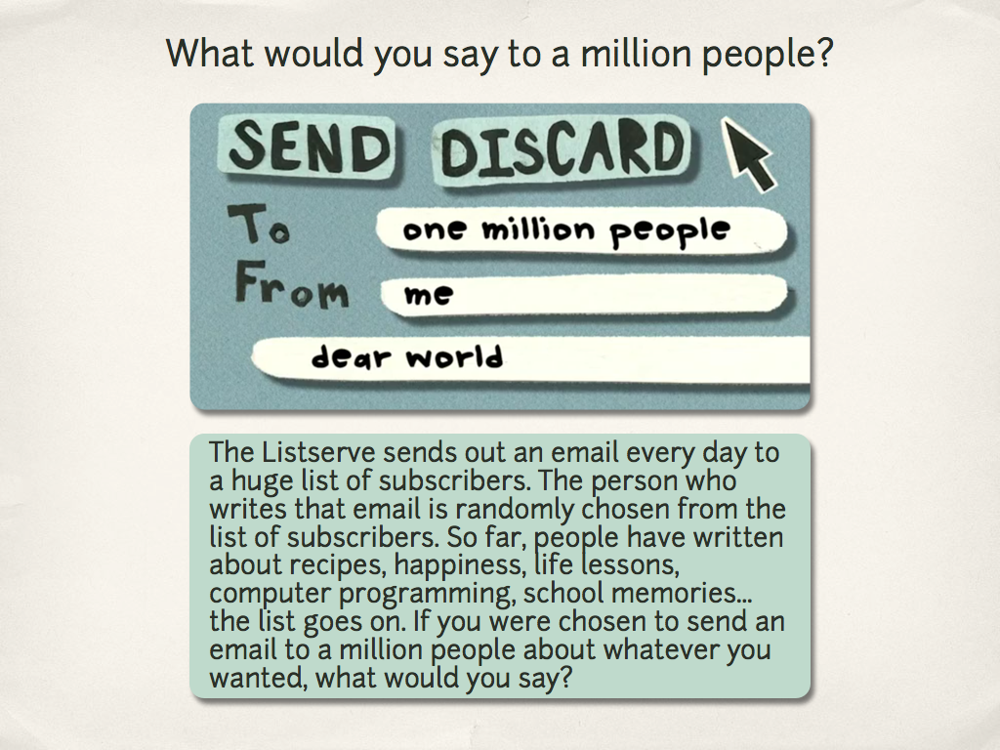 What would you say to a million people?
SEND DISCARD
To one million people
From me
dear world
The Listserve sends out an email every day to
a huge list of subscribers. The person who
writes that email is randomly chosen from the
list of subscribers. So far, people have written
about recipes, happiness, life lessons,
computer programming, school memories...
the list goes on. If you were chosen to send an
email to a million people about whatever you
wanted, what would you say?